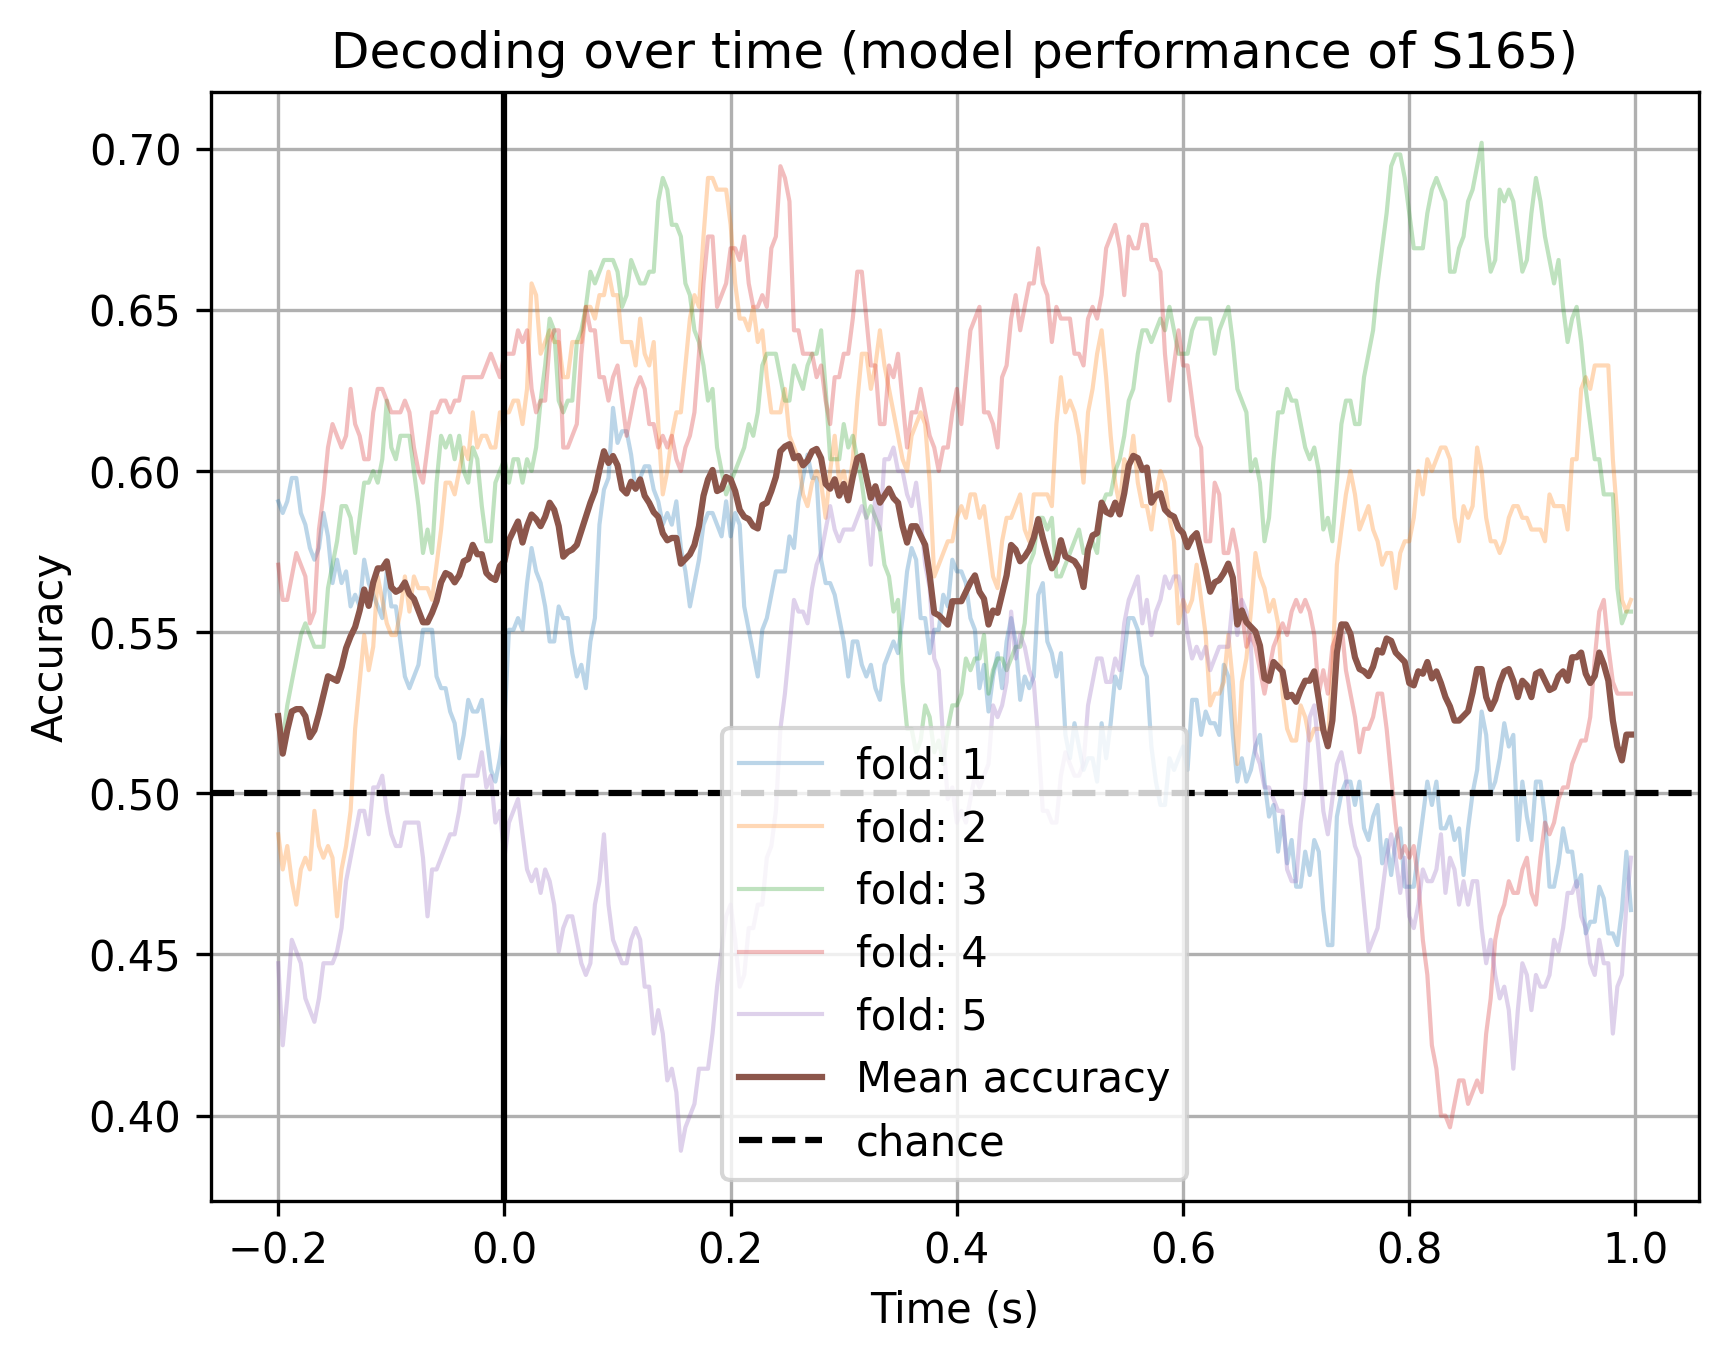 Decoding over time (model performance of S165)
0.70
0.65
0.60
0.55
0.50
0.45
0.40
Accuracy
fold: 1
fold: 2
fold: 3
fold: 4
fold: 5
Mean accuracy
chance
−0.2 0.0 0.2 0.4 0.6 0.8 1.0
Time (s)